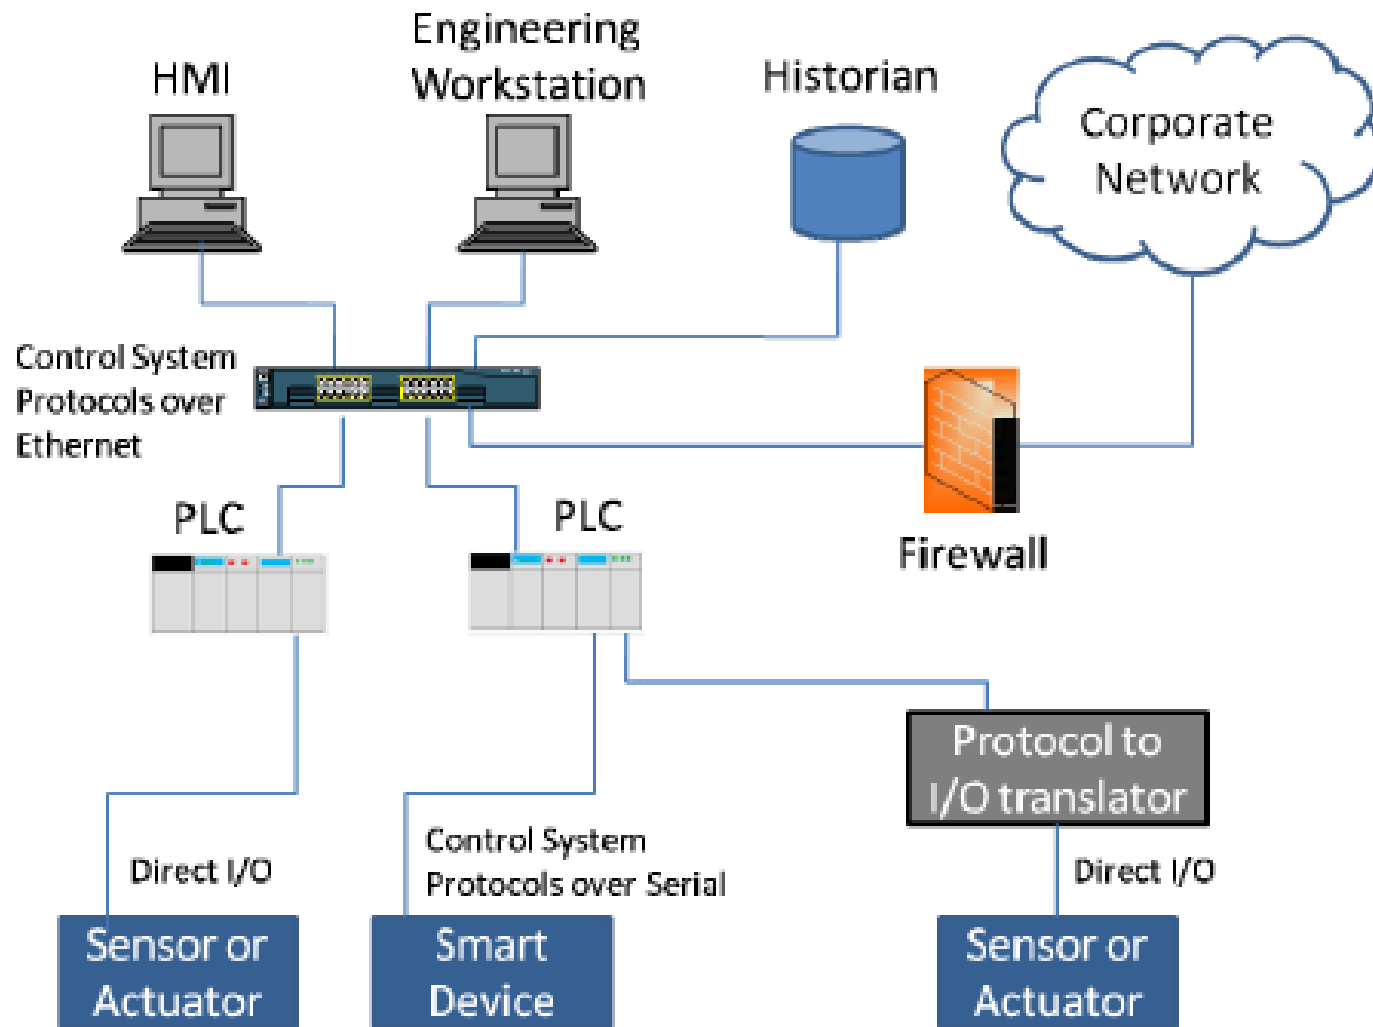 HMI
Engineering
Workstation
Historian
Corporate
Network
Control System
Protocols over
Ethernet
PLC
PLC
Firewall
Protocol to
I/O translator
Direct I/O
Control System
Protocols over Serial
Direct I/O
Sensor or
Actuator
Smart
Device
Sensor or
Actuator